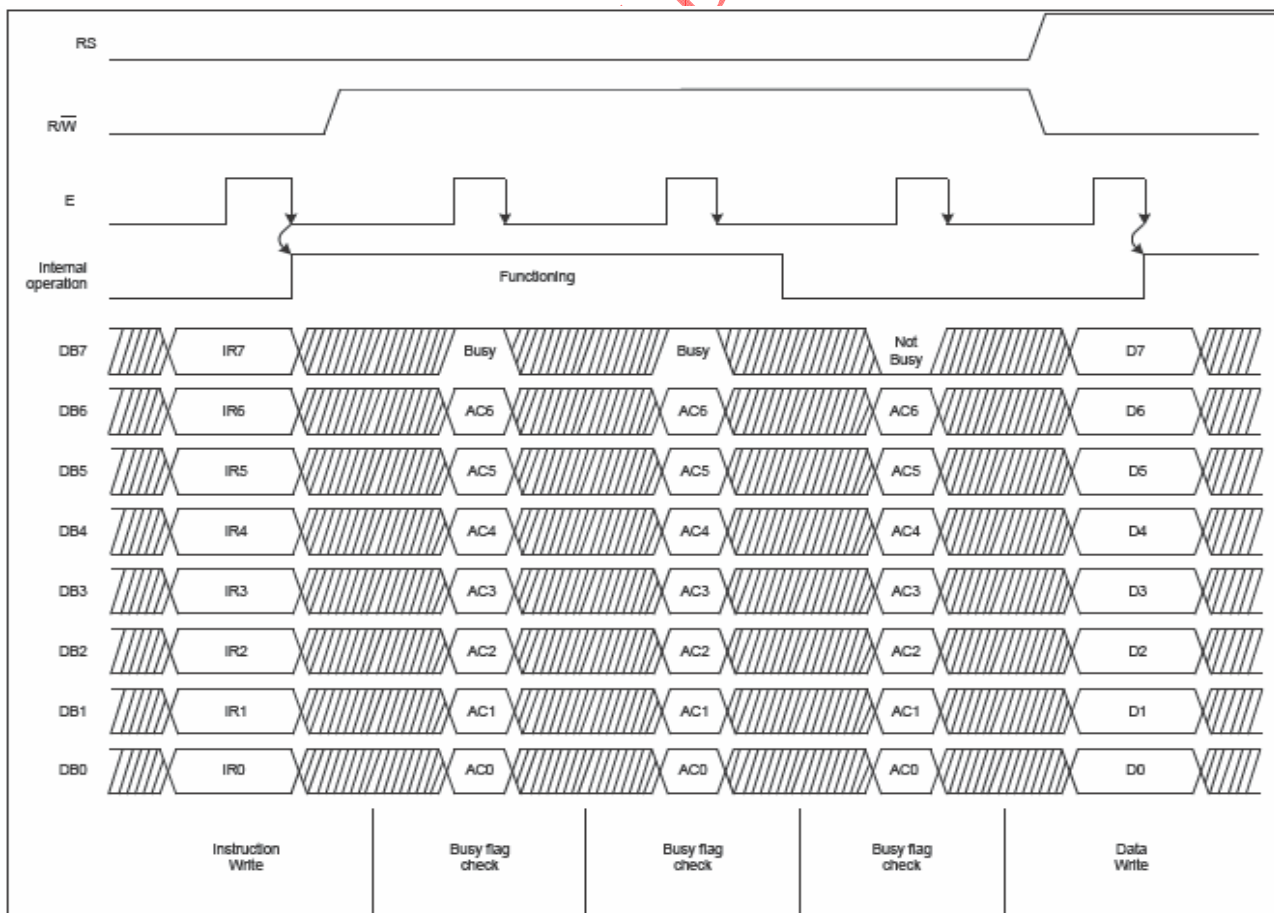 RS
R/W̅
E
Internal
operation
Functioning
DB7 IR7 Busy Busy Not Busy D7
DB6 IR6 AC6 AC6 AC6 D6
DB5 IR5 AC5 AC5 AC5 D5
DB4 IR4 AC4 AC4 AC4 D4
DB3 IR3 AC3 AC3 AC3 D3
DB2 IR2 AC2 AC2 AC2 D2
DB1 IR1 AC1 AC1 AC1 D1
DB0 IR0 AC0 AC0 AC0 D0
Instruction
Write
Busy flag
check
Busy flag
check
Busy flag
check
Data
Write